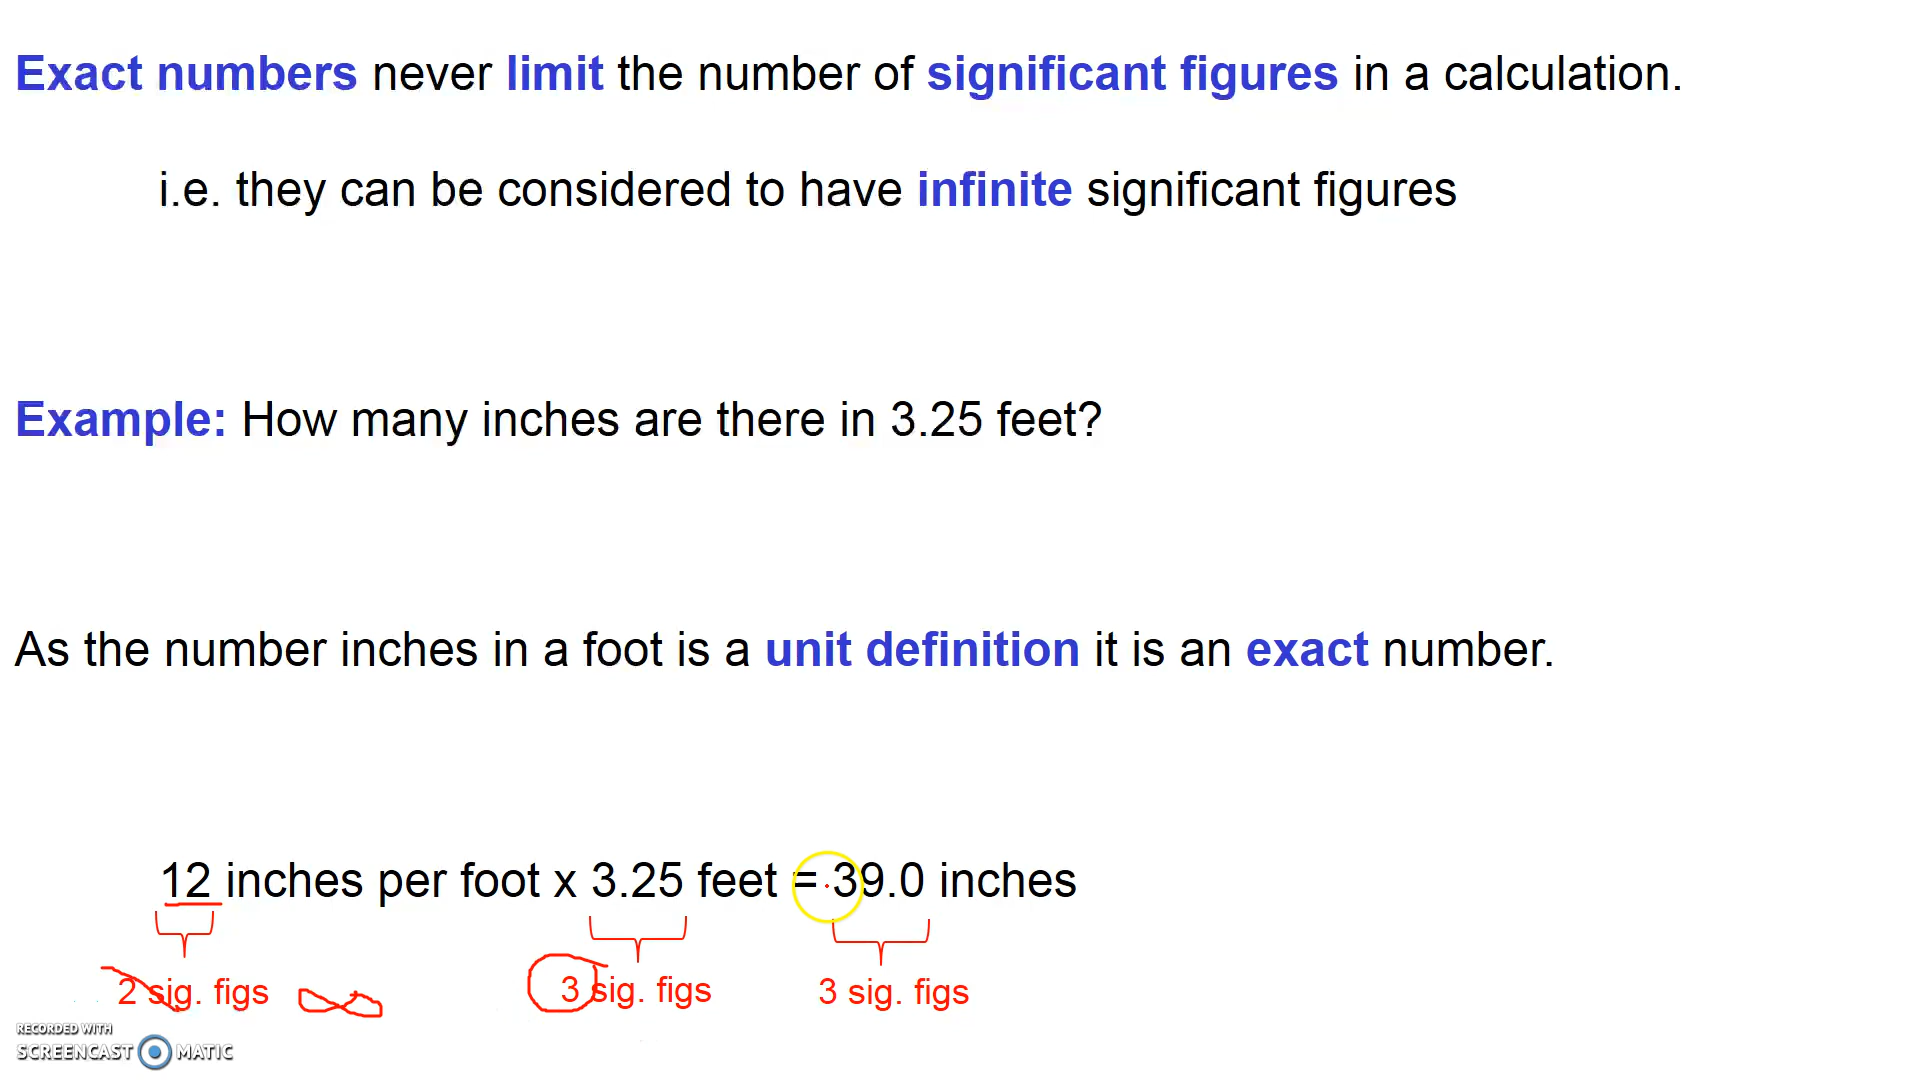 Exact numbers never limit the number of significant figures in a calculation.
i.e. they can be considered to have infinite significant figures
Example: How many inches are there in 3.25 feet?
As the number inches in a foot is a unit definition it is an exact number.
12 inches per foot x 3.25 feet = 39.0 inches
2 sig. figs ∞ 3 sig. figs 3 sig. figs
RECORDED WITH
SCREENCAST MATIC